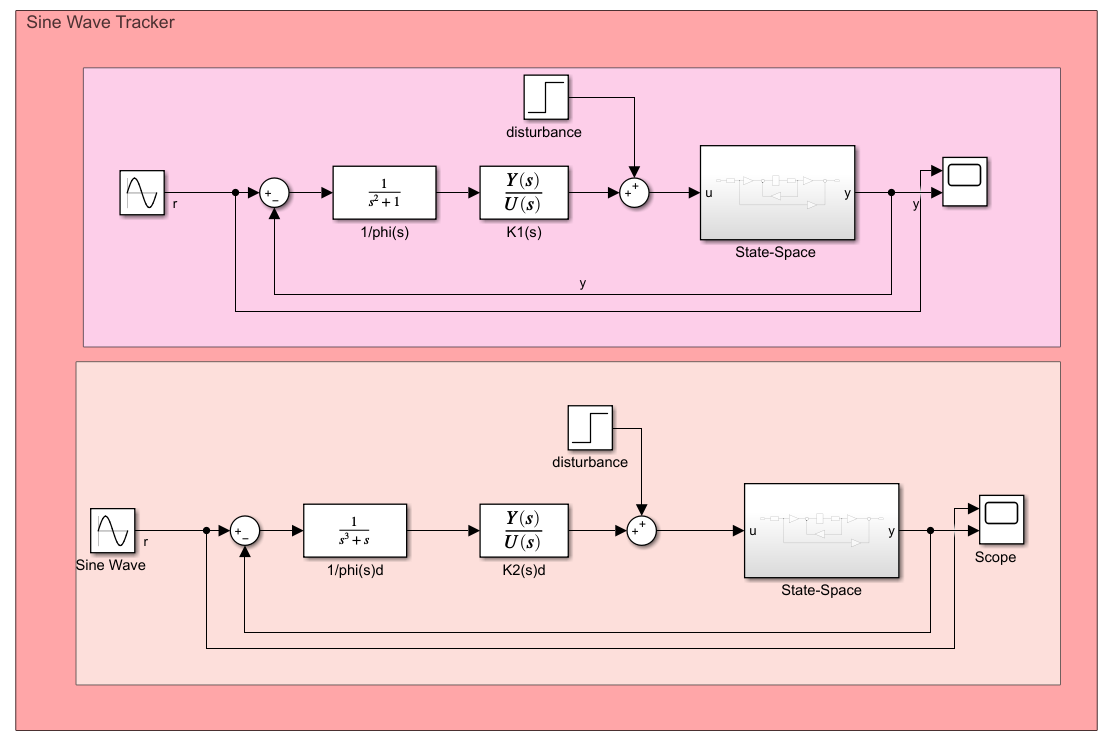 Sine Wave Tracker
disturbance
r
+
−
1
s² + 1
1/phi(s)
Y(s)
U(s)
K1(s)
+
+
u
y
State-Space
y
y
disturbance
Sine Wave
r
+
−
1
s³ + s
1/phi(s)d
Y(s)
U(s)
K2(s)d
+
+
u
y
State-Space
Scope